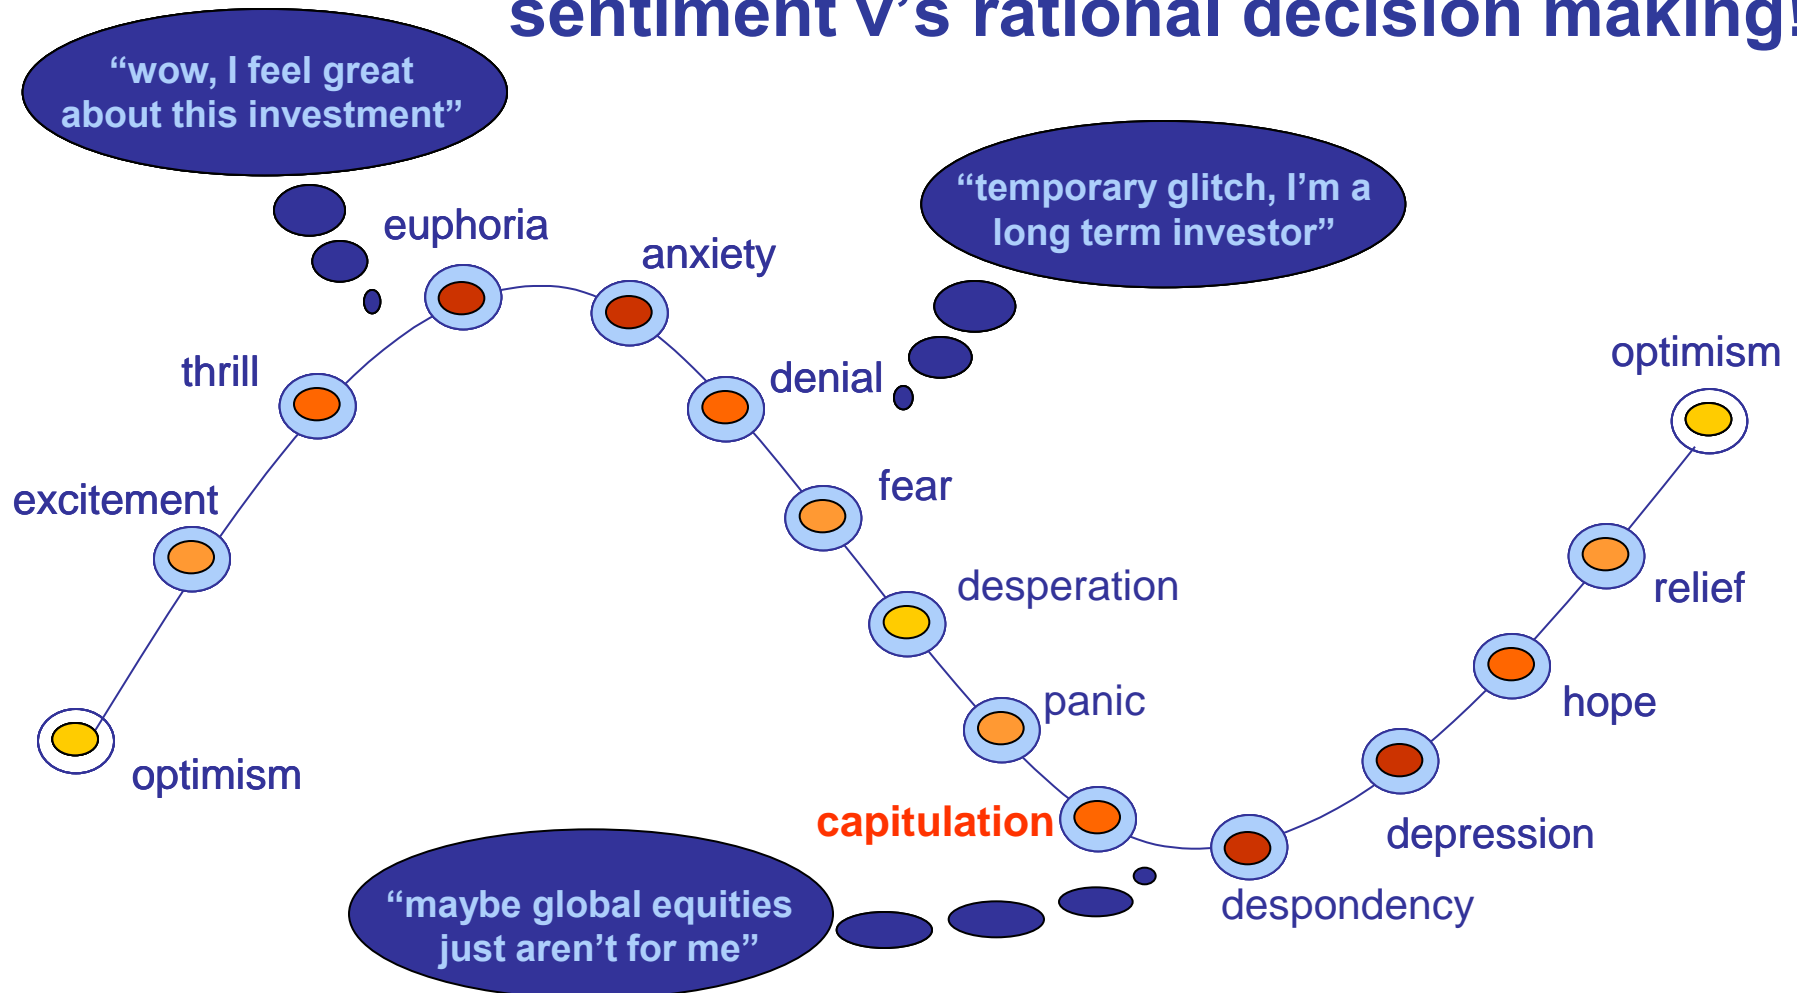 sentiment v's rational decision making!
“wow, I feel great
about this investment”
“temporary glitch, I’m a
long term investor”
euphoria
anxiety
thrill
denial
optimism
excitement
fear
desperation
relief
panic
hope
optimism
capitulation
depression
despondency
“maybe global equities
just aren’t for me”